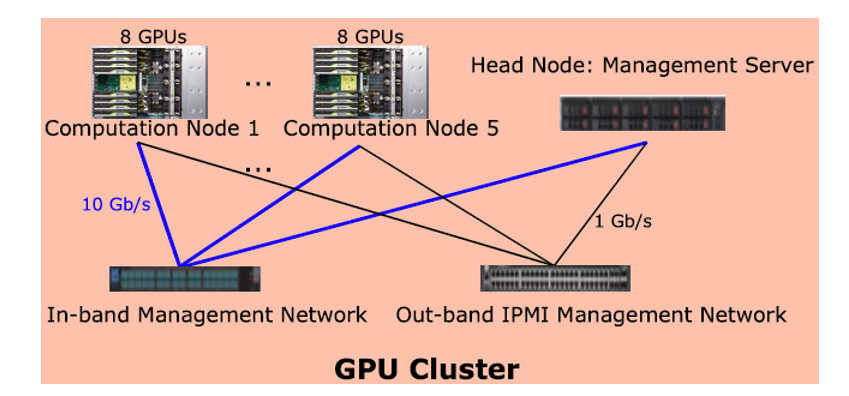 8 GPUs
8 GPUs
...
Head Node: Management Server
Computation Node 1
Computation Node 5
...
10 Gb/s
1 Gb/s
In-band Management Network
Out-band IPMI Management Network
GPU Cluster